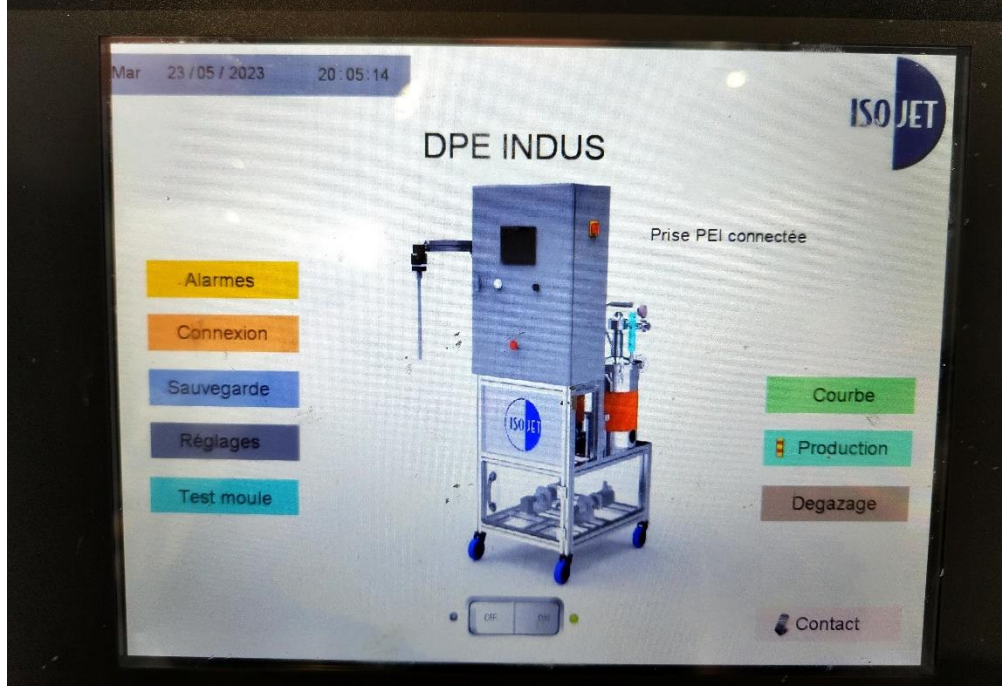 Mar 23/05/2023 20:05:14
ISOJET
DPE INDUS
Prise PEI connectée
Alarmes
Connexion
Sauvegarde
Réglages
Test moule
Courbe
Production
Degazage
ISOJET
ON
Contact